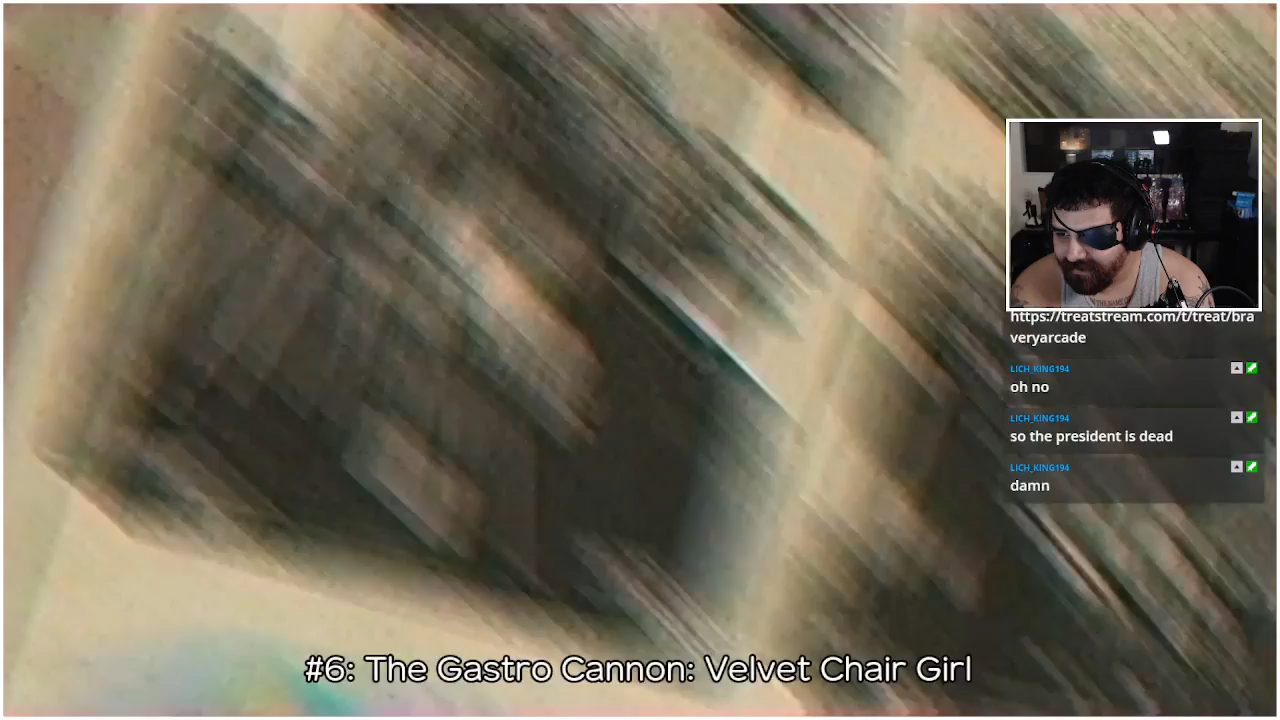 https://treatstream.com/t/treat/bra
veryarcade
LICH_KING194
oh no
LICH_KING194
so the president is dead
LICH_KING194
damn
#6: The Gastro Cannon: Velvet Chair Girl